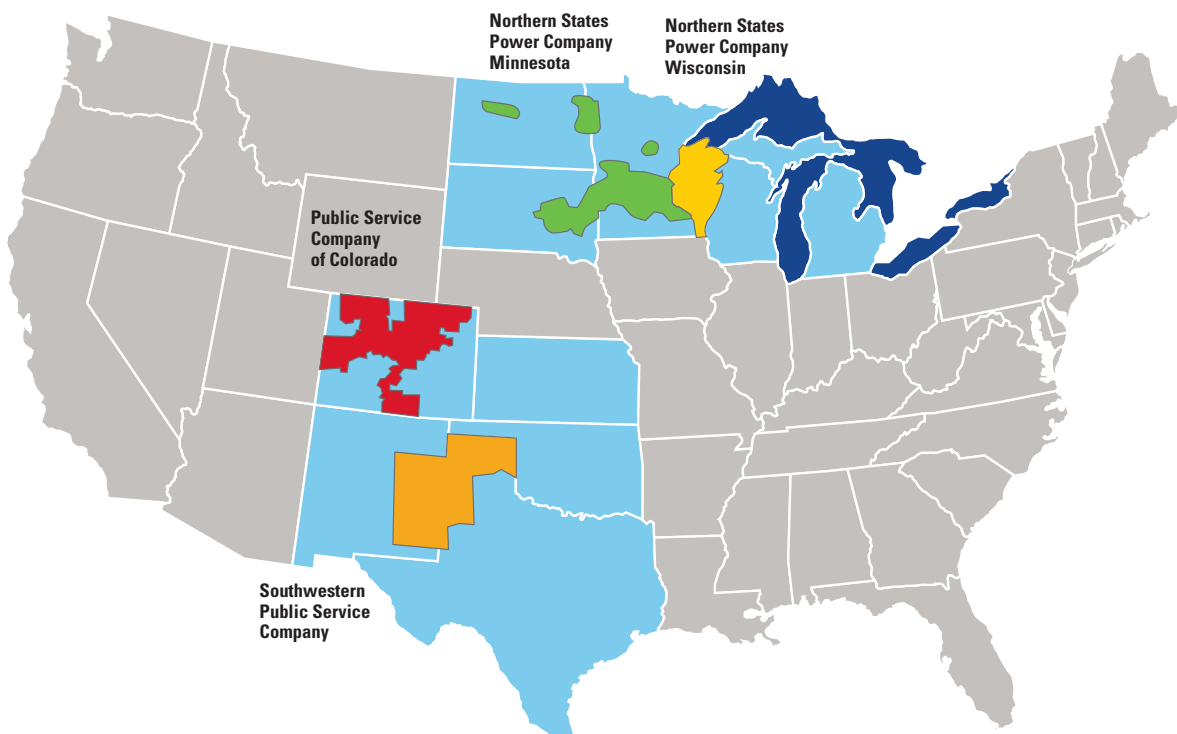 Northern States
Power Company
Minnesota
Northern States
Power Company
Wisconsin
Public Service
Company
of Colorado
Southwestern
Public Service
Company